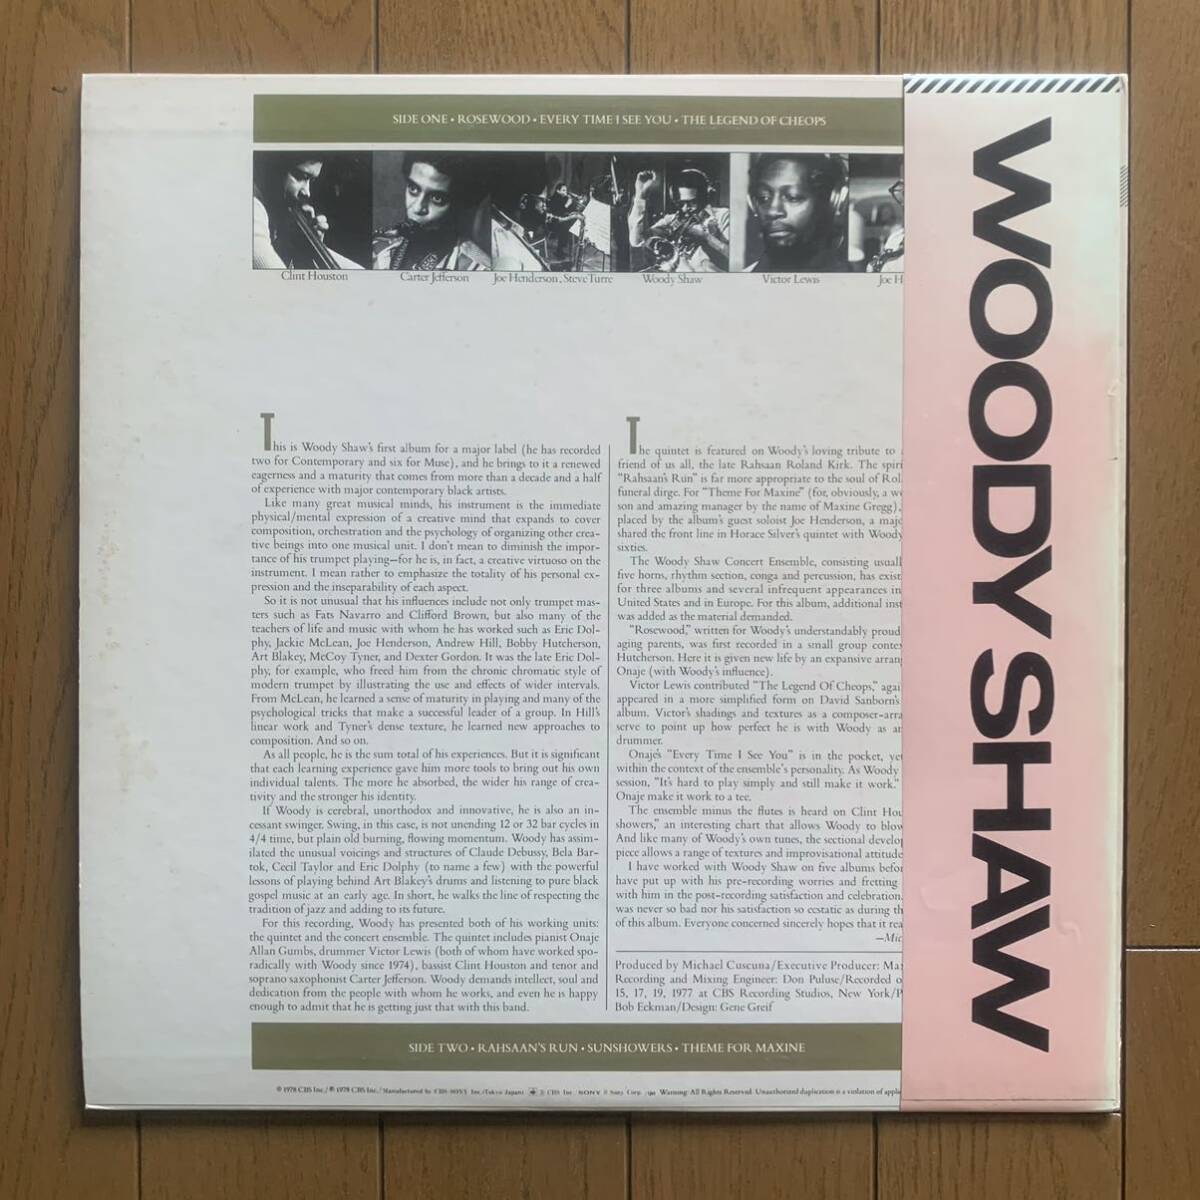 SIDE ONE • ROSEWOOD • EVERY TIME I SEE YOU • THE LEGEND OF CHEOPS
Clint Houston
Carter Jefferson
Joe Henderson, Steve Turre
Woody Shaw
Victor Lewis
Joe H
This is Woody Shaw's first album for a major label (he has recorded
two for Contemporary and six for Muse), and he brings to it a renewed
eagerness and a maturity that comes from more than a decade and a half
of experience with major contemporary black artists.
Like many great musical minds, his instrument is the immediate
physical/mental expression of a creative mind that expands to cover
composition, orchestration and the psychology of organizing other crea-
tive beings into one musical unit. I don't mean to diminish the impor-
tance of his trumpet playing—for he is, in fact, a creative virtuoso on the
instrument. I mean rather to emphasize the totality of his personal ex-
pression and the inseparability of each aspect.
So it is not unusual that his influences include not only trumpet mas-
ters such as Fats Navarro and Clifford Brown, but also many of the
teachers of life and music with whom he has worked such as Eric Dol-
phy, Jackie McLean, Joe Henderson, Andrew Hill, Bobby Hutcherson,
Art Blakey, McCoy Tyner, and Dexter Gordon. It was the late Eric Dol-
phy, for example, who freed him from the chronic chromatic style of
modern trumpet by illustrating the use and effects of wider intervals.
From McLean, he learned a sense of maturity in playing and many of the
psychological tricks that make a successful leader of a group. In Hill's
linear work and Tyner's dense texture, he learned new approaches to
composition. And so on.
As all people, he is the sum total of his experiences. But it is significant
that each learning experience gave him more tools to bring out his own
individual talents. The more he absorbed, the wider his range of crea-
tivity and the stronger his identity.
If Woody is cerebral, unorthodox and innovative, he is also an in-
cessant swinger. Swing, in this case, is not unending 12 or 32 bar cycles in
4/4 time, but plain old burning, flowing momentum. Woody has assim-
ilated the unusual voicings and structures of Claude Debussy, Bela Bar-
tok, Cecil Taylor and Eric Dolphy (to name a few) with the powerful
lessons of playing behind Art Blakey's drums and listening to pure black
gospel music at an early age. In short, he walks the line of respecting the
tradition of jazz and adding to its future.
For this recording, Woody has presented both of his working units:
the quintet and the concert ensemble. The quintet includes pianist Onaje
Allan Gumbs, drummer Victor Lewis (both of whom have worked spo-
radically with Woody since 1974), bassist Clint Houston and tenor and
soprano saxophonist Carter Jefferson. Woody demands intellect, soul and
dedication from the people with whom he works, and even he is happy
enough to admit that he is getting just that with this band.
The quintet is featured on Woody's loving tribute to
friend of us all, the late Rahsaan Roland Kirk. The spiri
"Rahsaan's Run" is far more appropriate to the soul of Rol
funeral dirge. For "Theme For Maxine" (for, obviously, a wo
son and amazing manager by the name of Maxine Gregg),
placed by the album's guest soloist Joe Henderson, a majo
shared the front line in Horace Silver's quintet with Woody
sixties.
The Woody Shaw Concert Ensemble, consisting usuall
five horns, rhythm section, conga and percussion, has exist
for three albums and several infrequent appearances in
United States and in Europe. For this album, additional inst
was added as the material demanded.
"Rosewood," written for Woody's understandably proud
aging parents, was first recorded in a small group contex
Hutcherson. Here it is given new life by an expansive arran
Onaje (with Woody's influence).
Victor Lewis contributed "The Legend Of Cheops," agai
appeared in a more simplified form on David Sanborn's
album. Victor's shadings and textures as a composer-arra
serve to point up how perfect he is with Woody as a
drummer.
Onaje's "Every Time I See You" is in the pocket, ye
within the context of the ensemble's personality. As Woody
session, "It's hard to play simply and still make it work."
Onaje make it work to a tee.
The ensemble minus the flutes is heard on Clint Hou
showers," an interesting chart that allows Woody to blow
And like many of Woody's own tunes, the sectional develop
piece allows a range of textures and improvisational attitude
I have worked with Woody Shaw on five albums befor
have put up with his pre-recording worries and fretting
with him in the post-recording satisfaction and celebration.
was never so bad nor his satisfaction so ecstatic as during th
of this album. Everyone concerned sincerely hopes that it rea
—Mic
Produced by Michael Cuscuna/Executive Producer: Ma
Recording and Mixing Engineer: Don Puluse/Recorded o
15, 17, 19, 1977 at CBS Recording Studios, New York/P
Bob Eckman/Design: Gene Greif
SIDE TWO • RAHSAAN'S RUN • SUNSHOWERS • THEME FOR MAXINE
© 1978 CBS Inc./℗ 1978 CBS Inc./Manufactured by CBS-SONY Inc./Tokyo Japan/ ® CBS Inc. SONY ® Sony Corp. Warning: All Rights Reserved. Unauthorized duplication is a violation of appli
WOODY SHAW